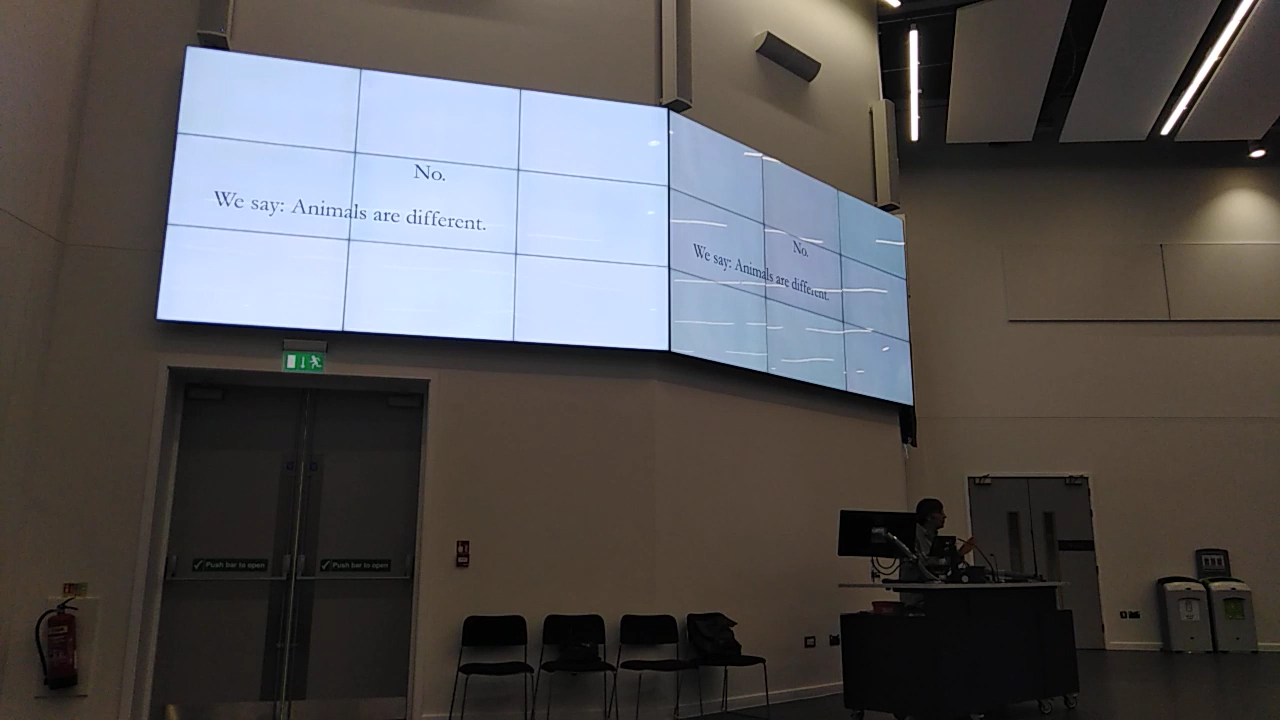 No.
We say: Animals are different.
No.
We say: Animals are different.
Push bar to open
Push bar to open